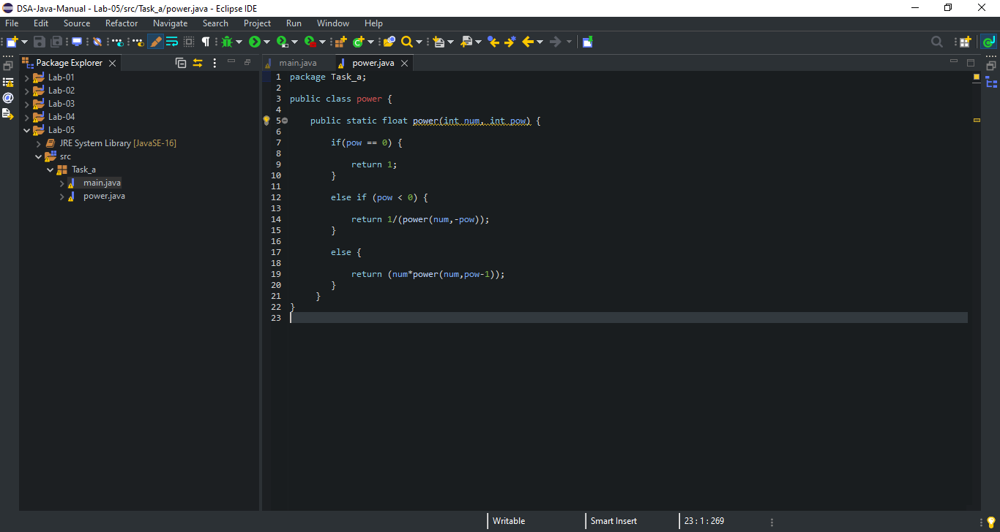 DSA-Java-Manual - Lab-05/src/Task_a/power.java - Eclipse IDE
File Edit Source Refactor Navigate Search Project Run Window Help
Package Explorer
Lab-01
Lab-02
Lab-03
Lab-04
Lab-05
JRE System Library [JavaSE-16]
src
Task_a
main.java
power.java
main.java power.java
1 package Task_a;
2
3 public class power {
4
5 public static float power(int num, int pow) {
6
7 if(pow == 0) {
8
9 return 1;
10 }
11
12 else if (pow < 0) {
13
14 return 1/(power(num,-pow));
15 }
16
17 else {
18
19 return (num*power(num,pow-1));
20 }
21 }
22 }
23
Writable Smart Insert 23 : 1 : 269